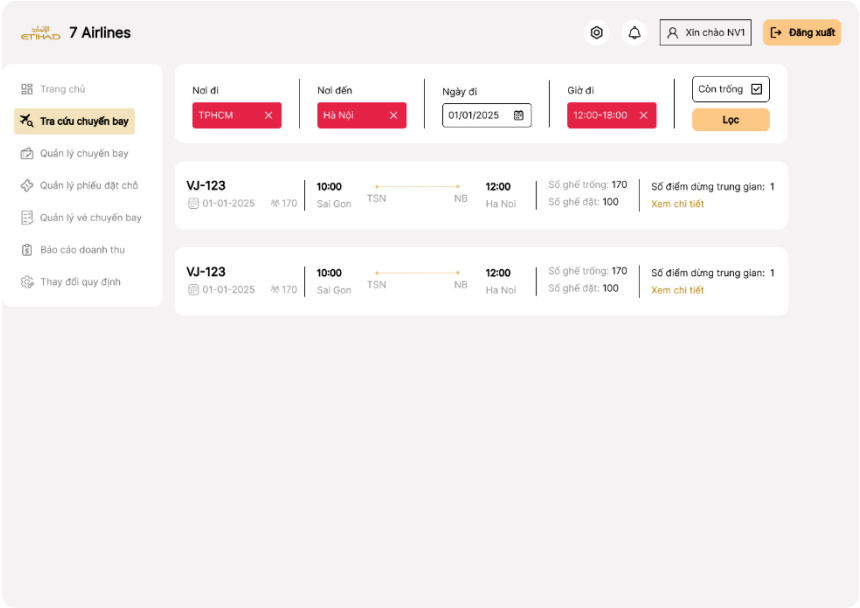 الإتحاد
ETIHAD
7 Airlines
Xin chào NV1
Đăng xuất
Trang chủ
Tra cứu chuyến bay
Quản lý chuyến bay
Quản lý phiếu đặt chỗ
Quản lý vé chuyến bay
Báo cáo doanh thu
Thay đổi quy định
Nơi đi
TPHCM
Nơi đến
Hà Nội
Ngày đi
01/01/2025
Giờ đi
12:00-18:00
Còn trống
Lọc
VJ-123
01-01-2025 170
10:00
Sai Gon
TSN
NB
12:00
Ha Noi
Số ghế trống: 170
Số ghế đặt: 100
Số điểm dừng trung gian: 1
Xem chi tiết
VJ-123
01-01-2025 170
10:00
Sai Gon
TSN
NB
12:00
Ha Noi
Số ghế trống: 170
Số ghế đặt: 100
Số điểm dừng trung gian: 1
Xem chi tiết